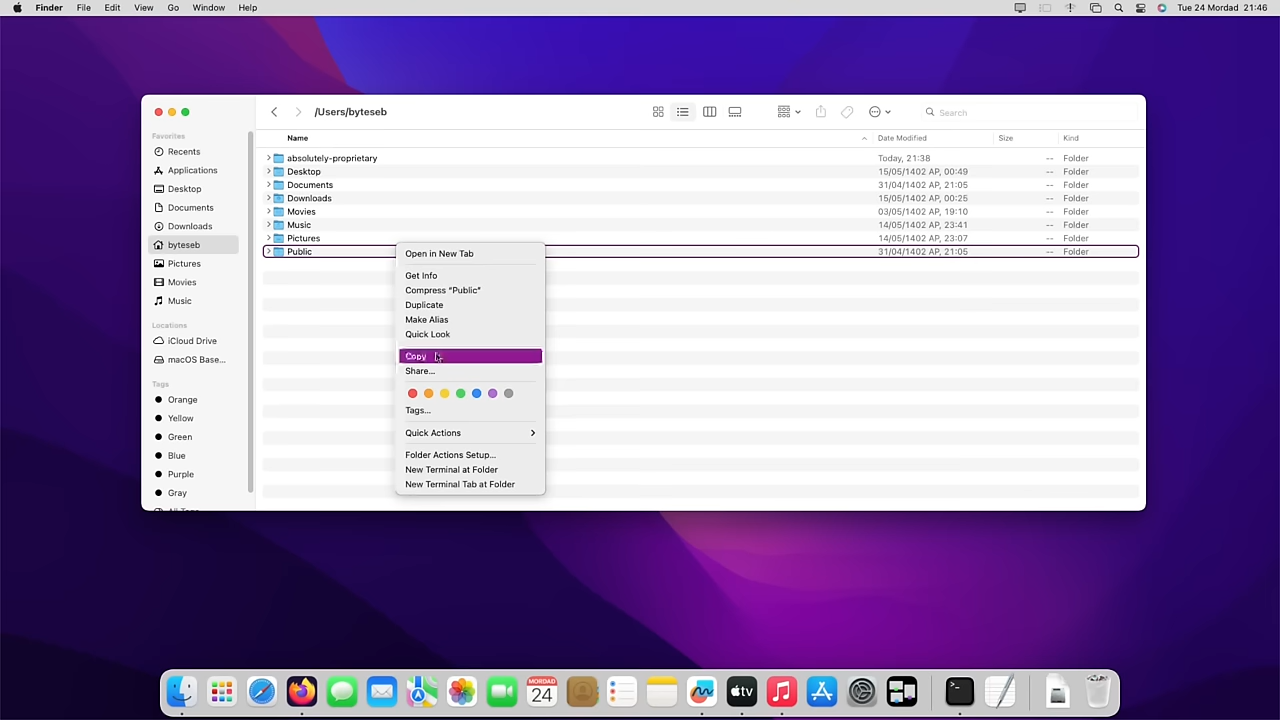 Finder File Edit View Go Window Help Tue 24 Mordad 21:46
/Users/byteseb Search
Favorites
Recents
Applications
Desktop
Documents
Downloads
byteseb
Pictures
Movies
Music
Locations
iCloud Drive
macOS Base...
Tags
Orange
Yellow
Green
Blue
Purple
Gray
All Tags
Name Date Modified Size Kind
absolutely-proprietary Today, 21:38 -- Folder
Desktop 15/05/1402 AP, 00:49 -- Folder
Documents 31/04/1402 AP, 21:05 -- Folder
Downloads 15/05/1402 AP, 00:25 -- Folder
Movies 03/05/1402 AP, 19:10 -- Folder
Music 14/05/1402 AP, 23:41 -- Folder
Pictures 14/05/1402 AP, 23:07 -- Folder
Public 31/04/1402 AP, 21:05 -- Folder
Open in New Tab
Get Info
Compress “Public”
Duplicate
Make Alias
Quick Look
Copy
Share...
Tags...
Quick Actions
Folder Actions Setup...
New Terminal at Folder
New Terminal Tab at Folder
MORDAD
24
tv